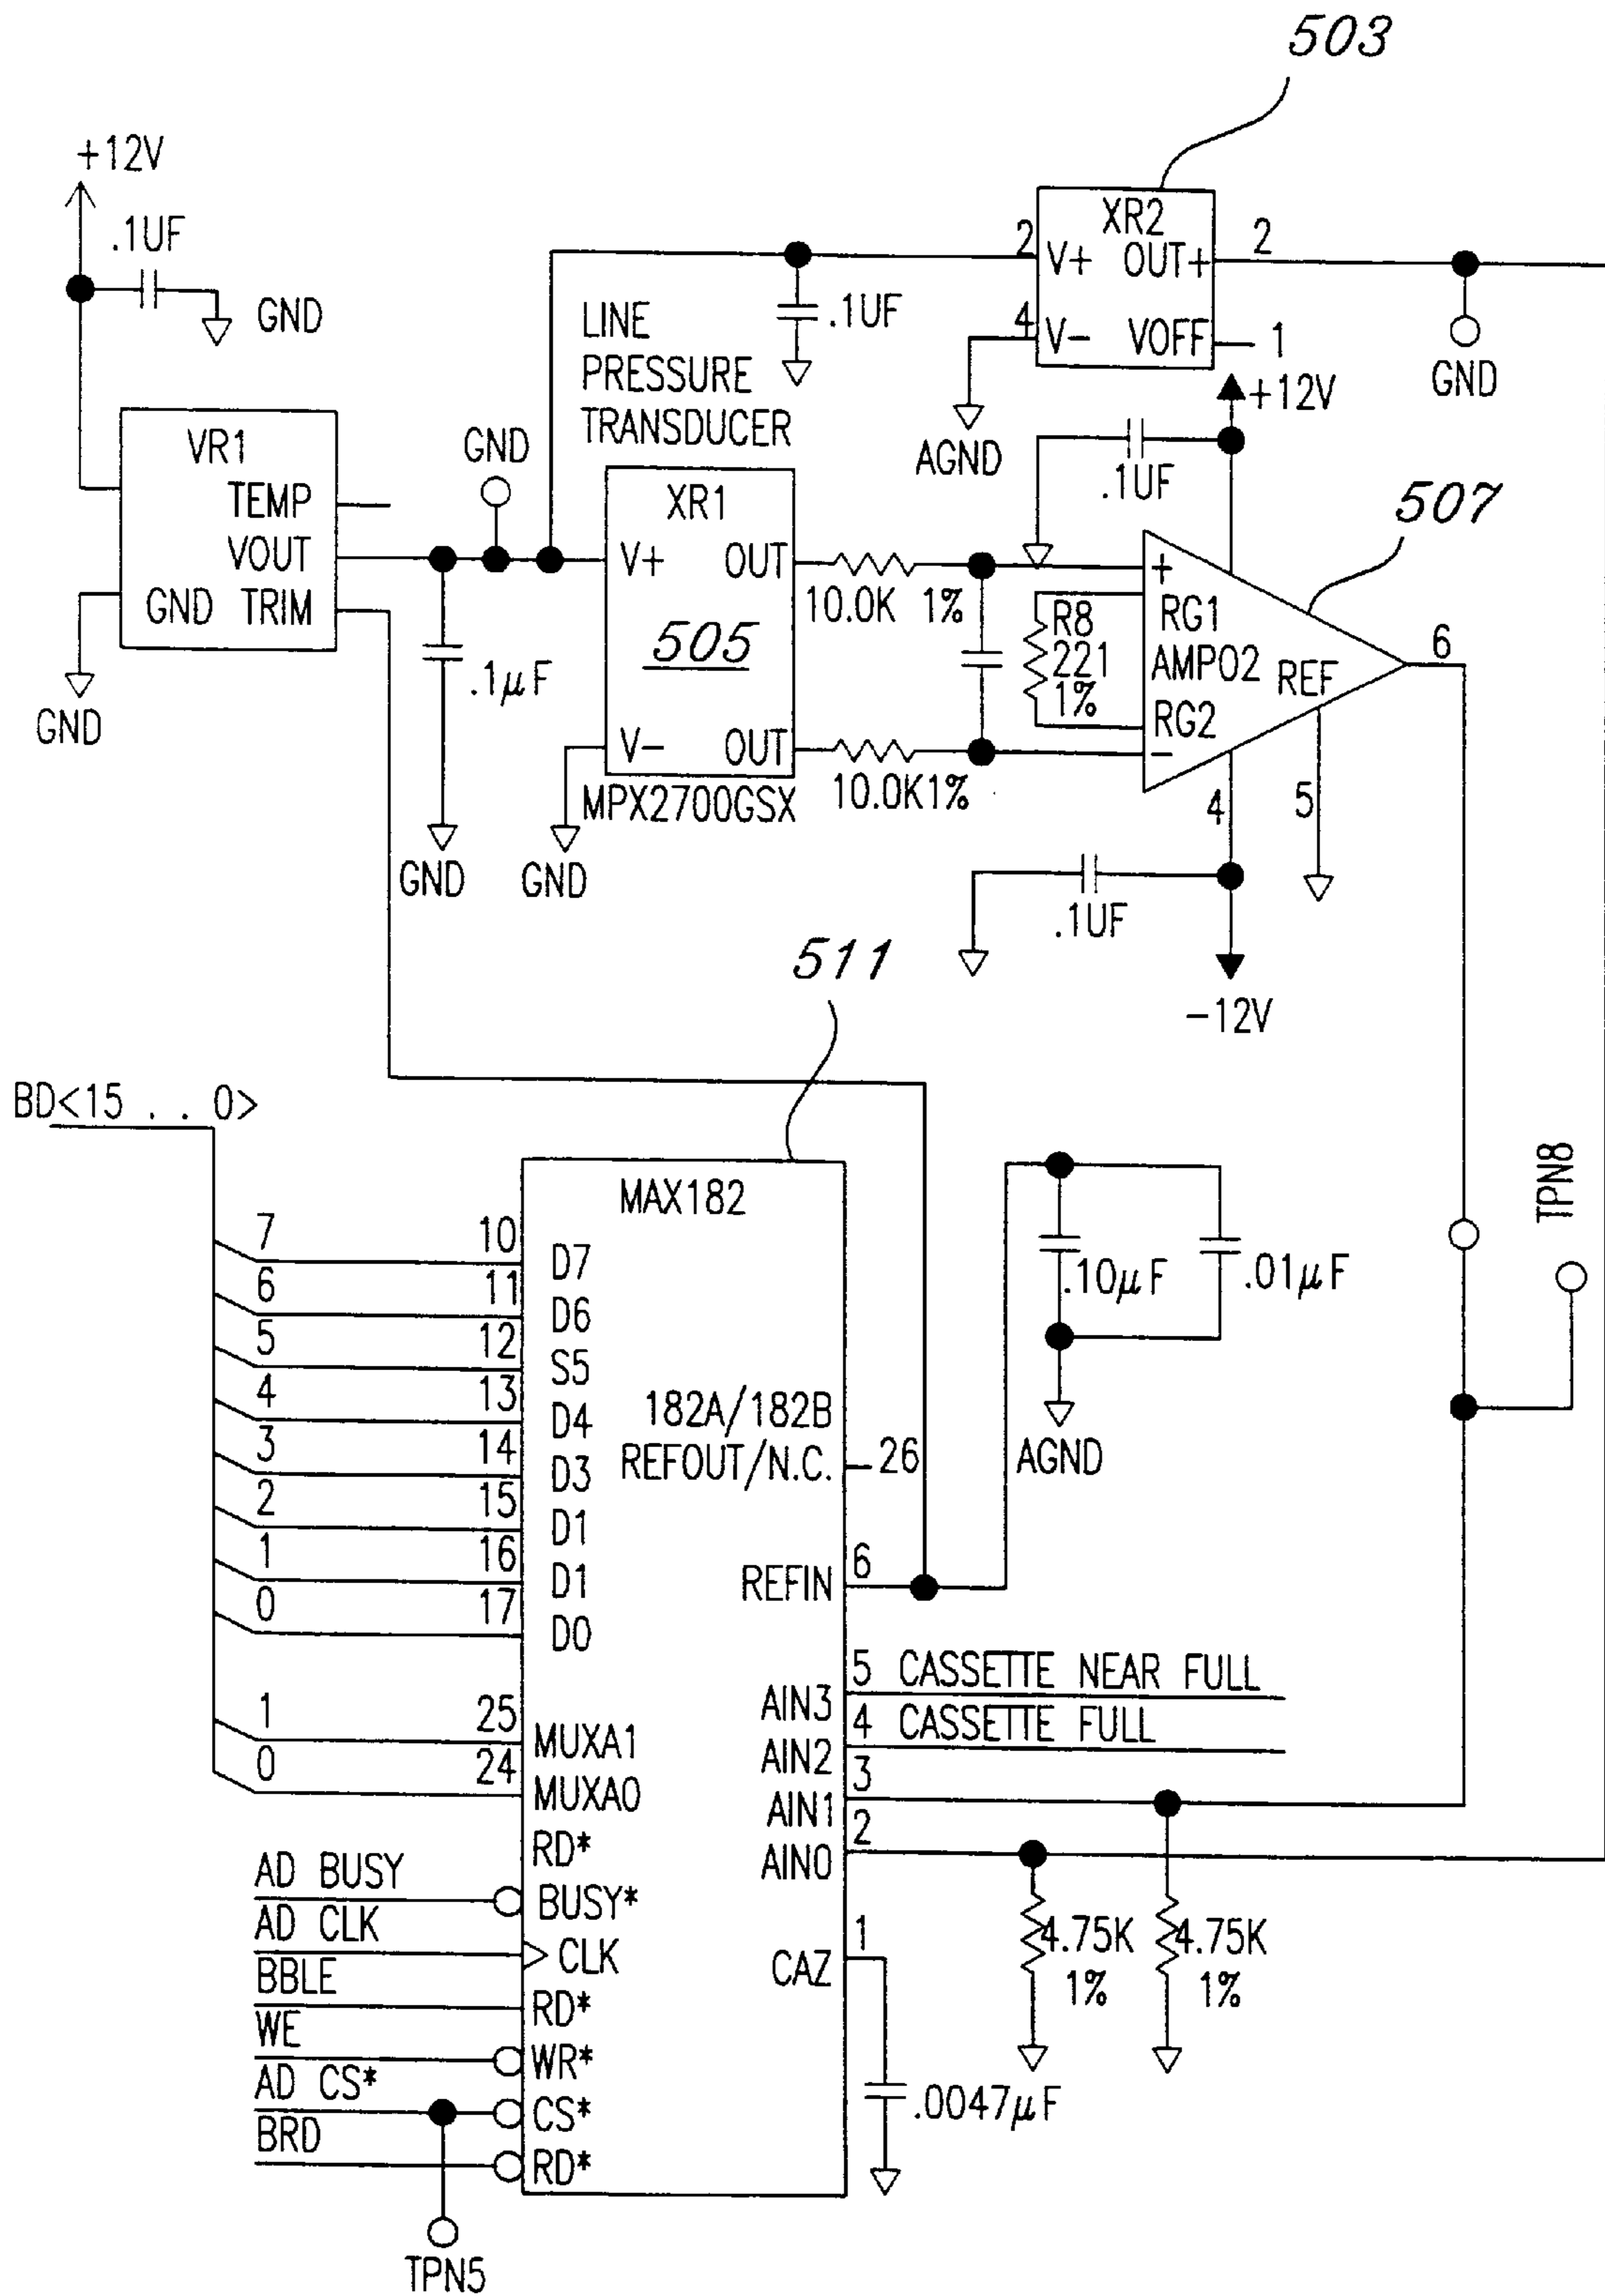 503
+12V
.1UF
GND
XR2
2
V+
OUT+
2
4
V-
VOFF
1
LINE
PRESSURE
TRANSDUCER
.1UF
AGND
GND
+12V
.1UF
507
VR1
TEMP
VOUT
GND
TRIM
GND
GND
XR1
V+
OUT
505
V-
OUT
MPX2700GSX
10.0K 1%
10.0K1%
.1µF
GND
GND
+
RG1
R8
221
1%
AMP02
REF
RG2
-
6
4
5
.1UF
-12V
511
BD<15 . . 0>
MAX182
7
10
D7
6
11
D6
5
12
S5
4
13
D4
3
14
D3
2
15
D1
1
16
D1
0
17
D0
182A/182B
REFOUT/N.C.
26
.10µF
.01µF
AGND
TPN8
REFIN
6
AIN3
5
CASSETTE NEAR FULL
AIN2
4
CASSETTE FULL
AIN1
3
AIN0
2
1
25
MUXA1
0
24
MUXA0
RD*
AD BUSY
BUSY*
AD CLK
CLK
BBLE
RD*
WE
WR*
AD CS*
CS*
BRD
RD*
TPN5
CAZ
1
.0047µF
4.75K
1%
4.75K
1%